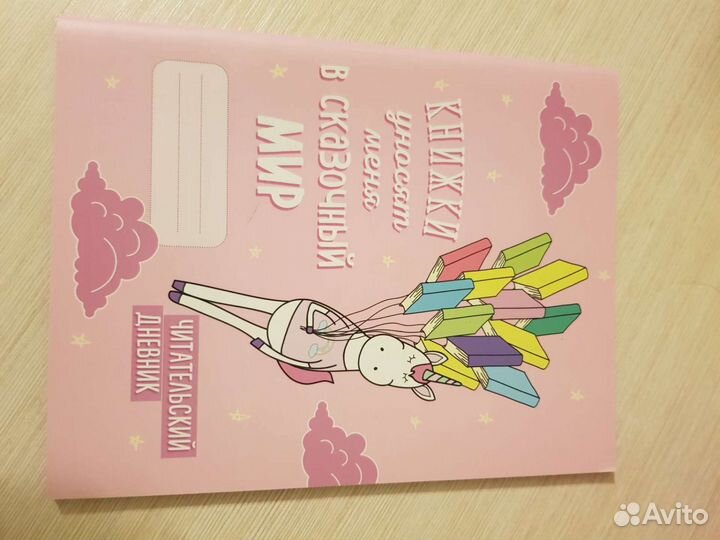 КНИЖКИ
уносят
меня
В СКАЗОЧНЫЙ
МИР
ЧИТАТЕЛЬСКИЙ
ДНЕВНИК
Avito